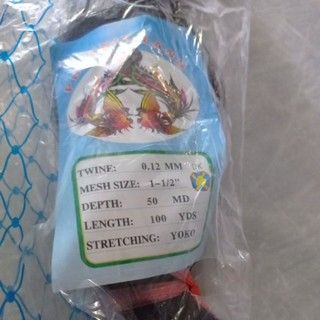 TWINE: 0.12 MM
MESH SIZE: 1-1/2"
DEPTH: 50 MD
LENGTH: 100 YDS
STRETCHING: YOKO